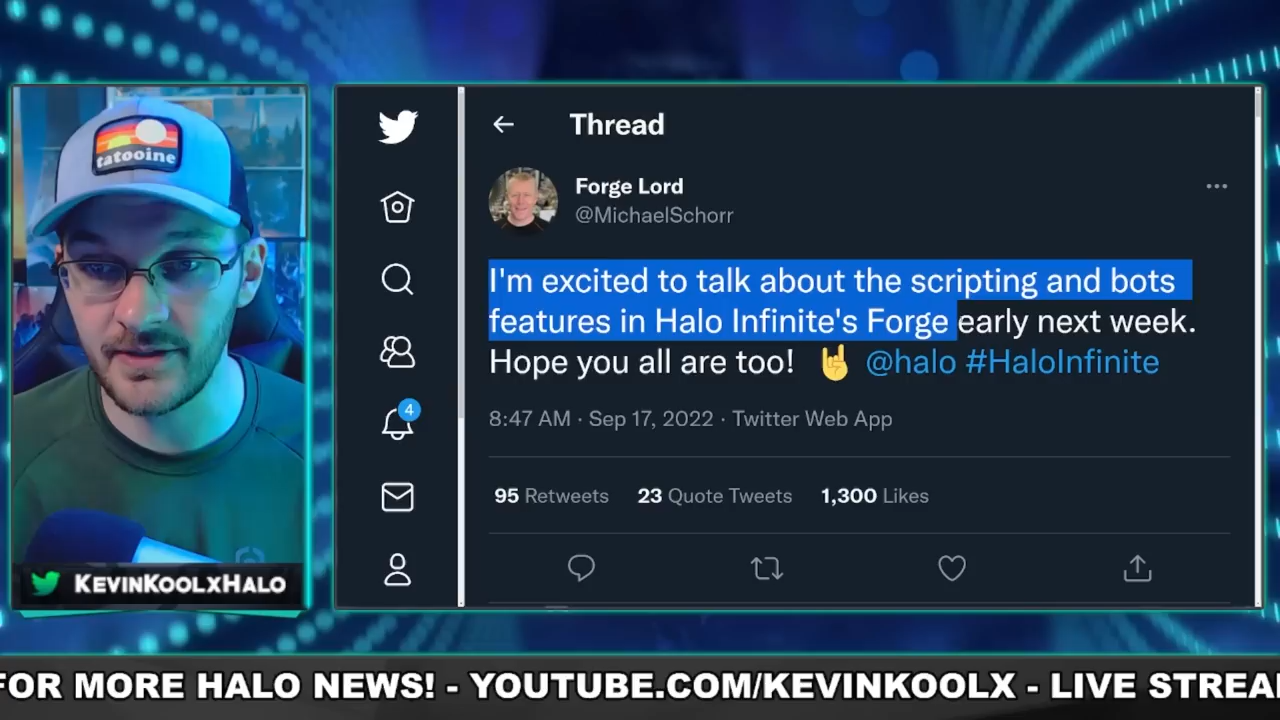 tatooine
KEVINKOOLXHALO
Thread
Forge Lord
@MichaelSchorr
I'm excited to talk about the scripting and bots
features in Halo Infinite's Forge early next week.
Hope you all are too! 🤘 @halo #HaloInfinite
8:47 AM · Sep 17, 2022 · Twitter Web App
95 Retweets 23 Quote Tweets 1,300 Likes
4
FOR MORE HALO NEWS! - YOUTUBE.COM/KEVINKOOLX - LIVE STREA